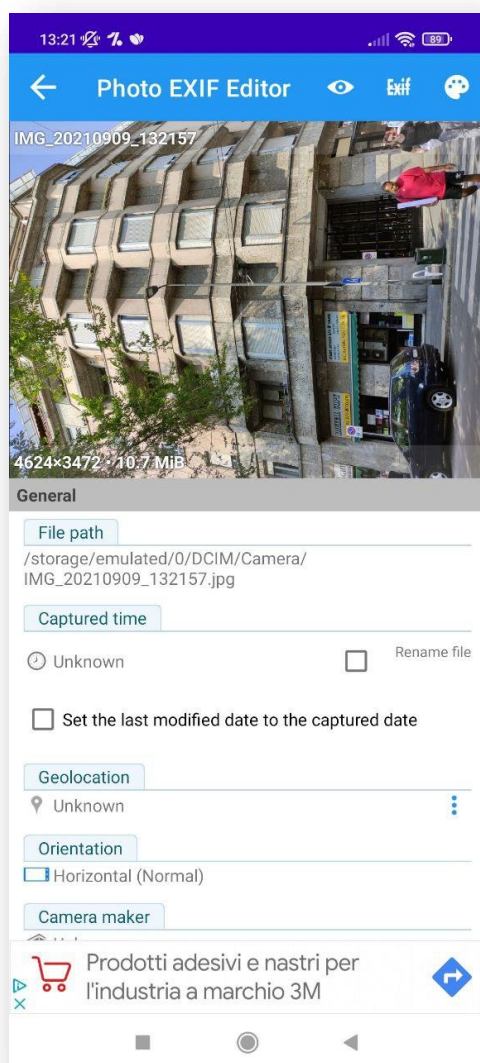 13:21
89
Photo EXIF Editor
Exif
IMG_20210909_132157
4624×3472 • 10.7 MiB
General
File path
/storage/emulated/0/DCIM/Camera/
IMG_20210909_132157.jpg
Captured time
Unknown
Rename file
Set the last modified date to the captured date
Geolocation
Unknown
Orientation
Horizontal (Normal)
Camera maker
Prodotti adesivi e nastri per
l'industria a marchio 3M